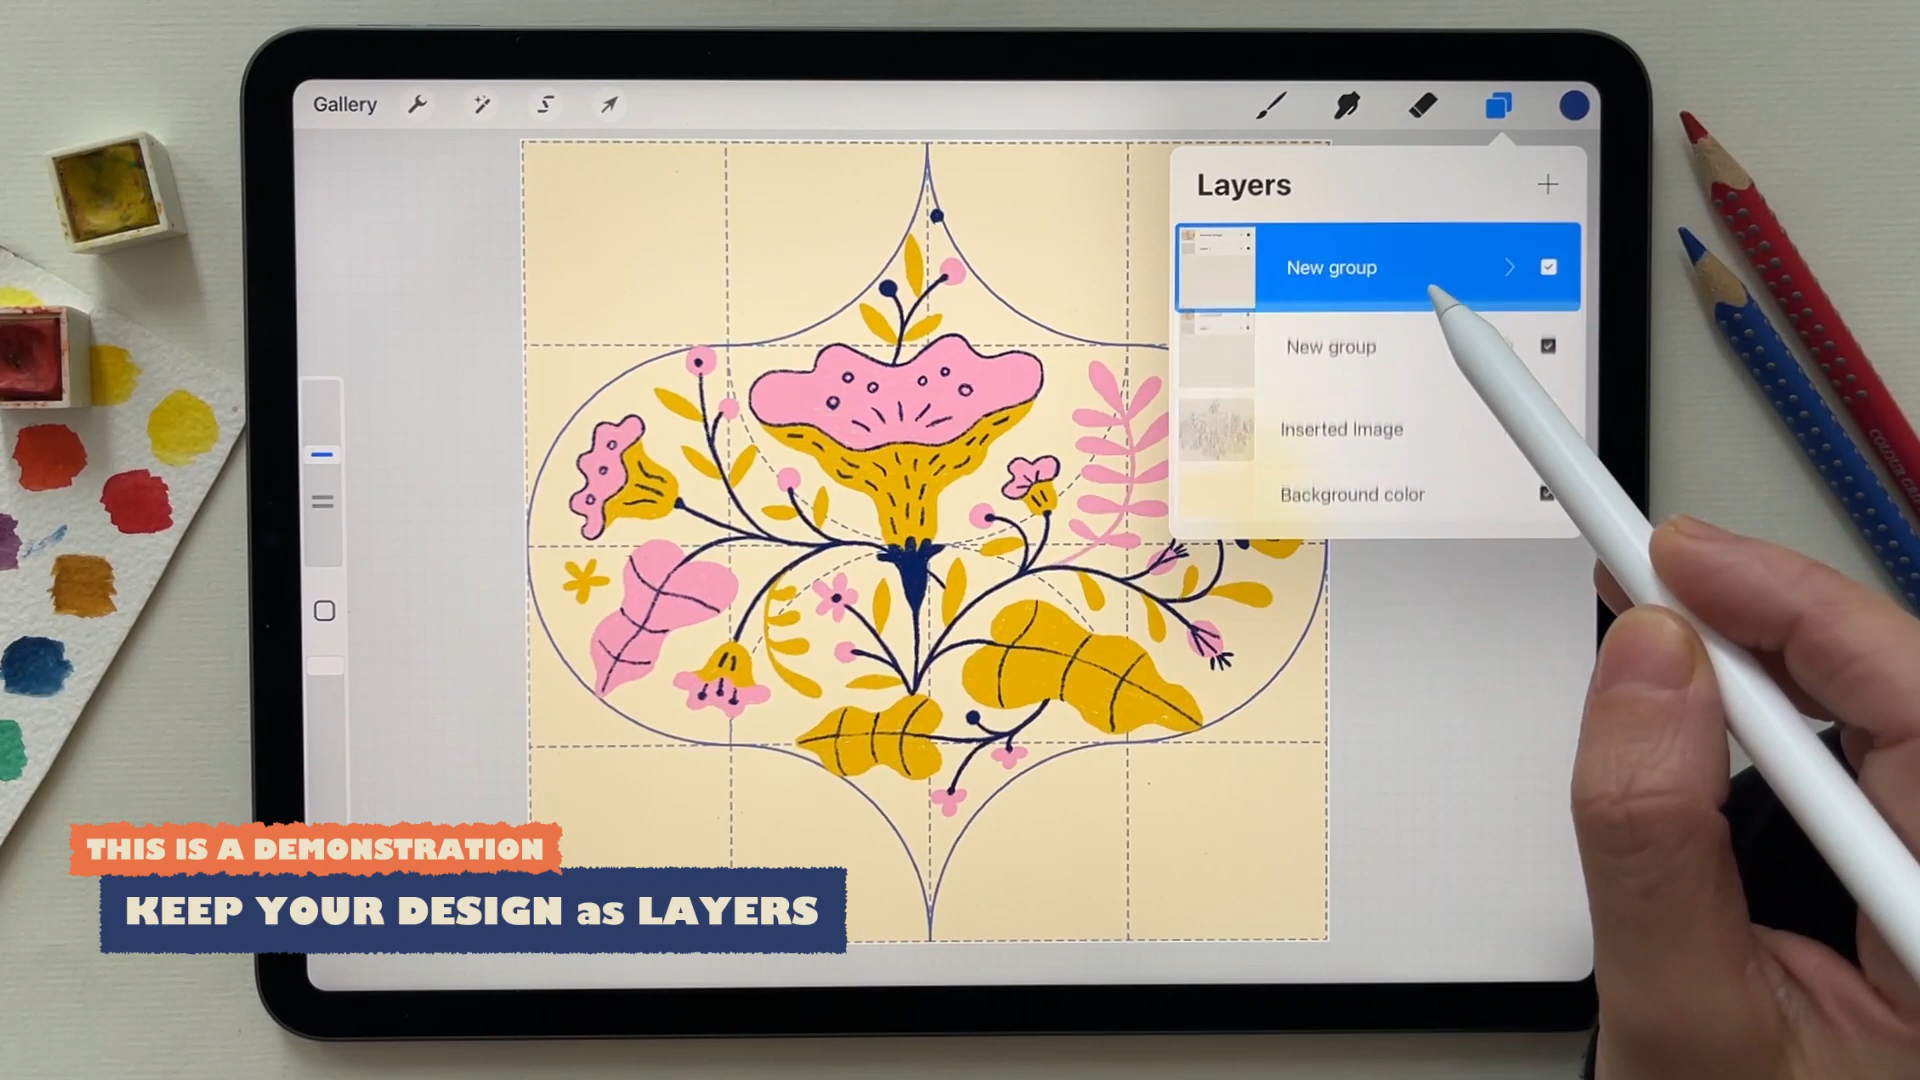 Gallery
Layers
New group
New group
Inserted Image
Background color
THIS IS A DEMONSTRATION
KEEP YOUR DESIGN as LAYERS